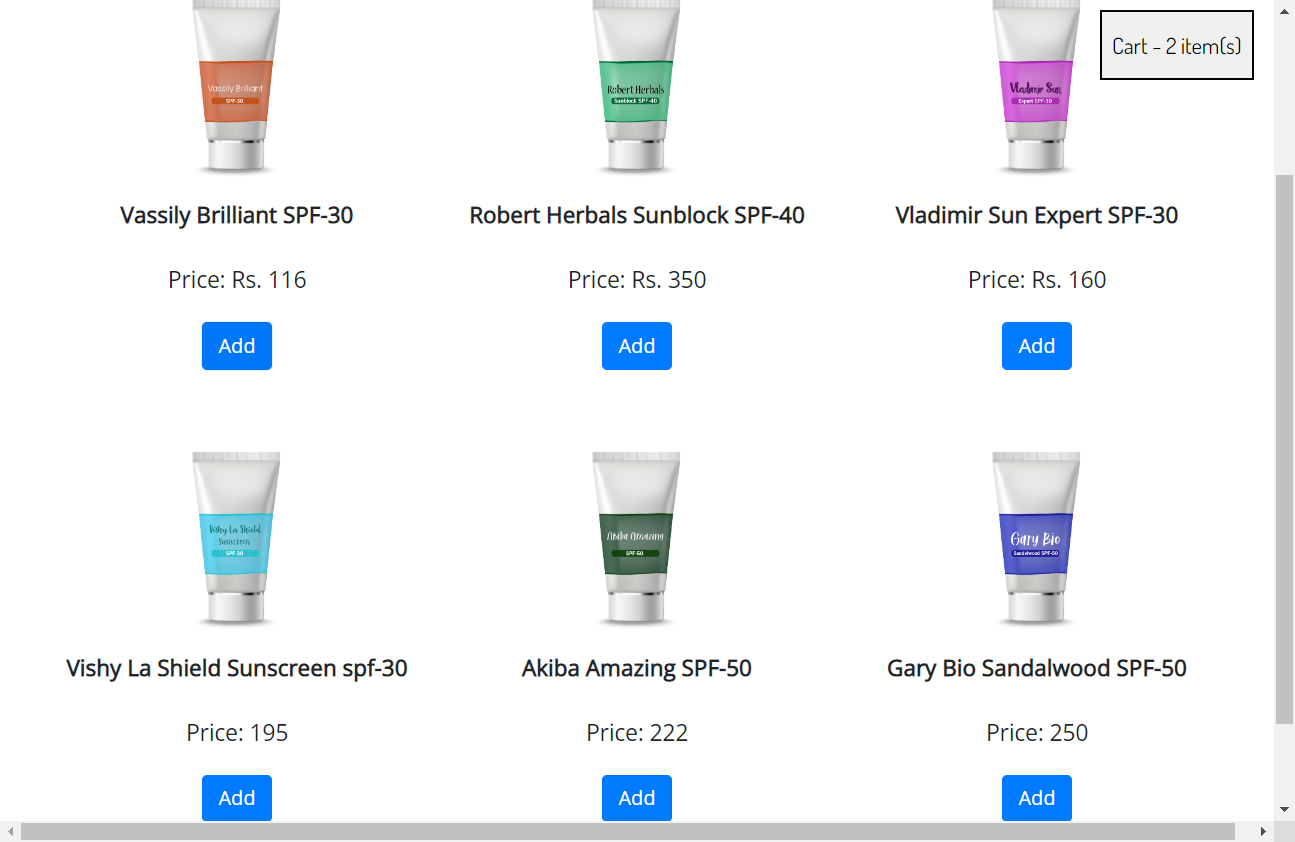 Cart - 2 item(s)
Vassily Brilliant
SPF-30
Robert Herbals
Sunblock SPF-40
Vladimir Sun
Expert SPF-30
Vassily Brilliant SPF-30
Robert Herbals Sunblock SPF-40
Vladimir Sun Expert SPF-30
Price: Rs. 116
Price: Rs. 350
Price: Rs. 160
Add
Add
Add
Vishy La Shield
Sunscreen
SPF-30
Akiba Amazing
SPF-50
Gary Bio
Sandalwood SPF-50
Vishy La Shield Sunscreen spf-30
Akiba Amazing SPF-50
Gary Bio Sandalwood SPF-50
Price: 195
Price: 222
Price: 250
Add
Add
Add